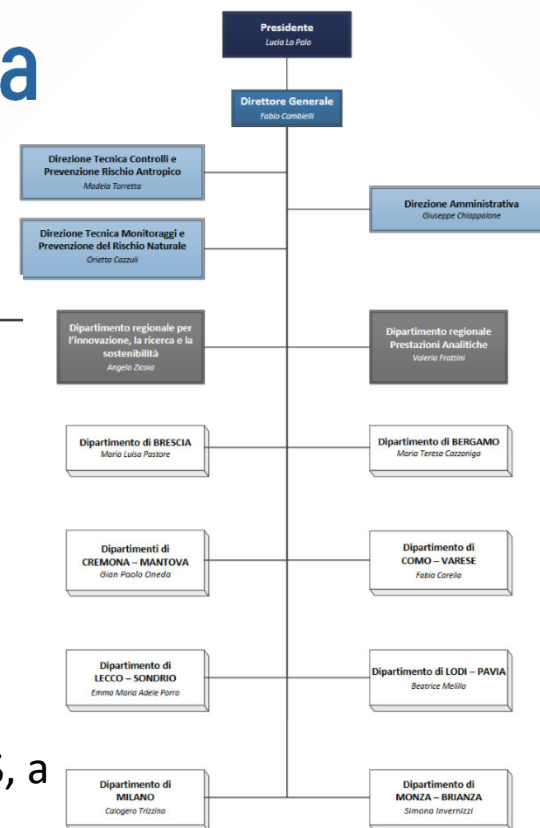 a
Presidente
Lucia Lo Palo
Direttore Generale
Fabio Cambielli
Direzione Tecnica Controlli e
Prevenzione Rischio Antropico
Madela Torretta
Direzione Amministrativa
Giuseppe Chiappalone
Direzione Tecnica Monitoraggi e
Prevenzione del Rischio Naturale
Orietta Cazzuli
Dipartimento regionale per
l'innovazione, la ricerca e la
sostenibilità
Angela Zicoia
Dipartimento regionale
Prestazioni Analitiche
Valeria Frattini
Dipartimento di BRESCIA
Maria Luisa Pastore
Dipartimento di BERGAMO
Maria Teresa Cazzaniga
Dipartimenti di
CREMONA – MANTOVA
Gian Paolo Oneda
Dipartimento di
COMO – VARESE
Fabio Carella
Dipartimento di
LECCO – SONDRIO
Emma Maria Adele Porro
Dipartimento di LODI – PAVIA
Beatrice Melillo
, a
Dipartimento di
MILANO
Calogero Trizzino
Dipartimento di
MONZA – BRIANZA
Simona Invernizzi